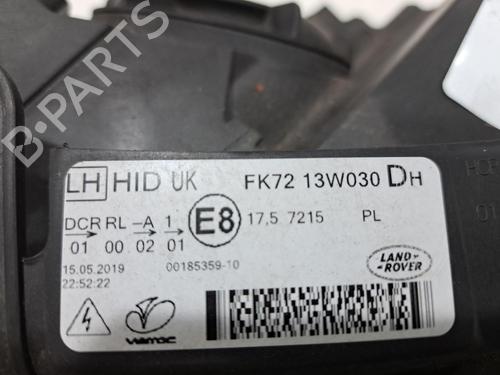 B-PARTS
LH HID UK FK72 13W030 DH
DCR RL -A 1 E8 17,5 7215 PL
01 00 02 01
15.05.2019 00185359-10
22:52:22
LAND ROVER